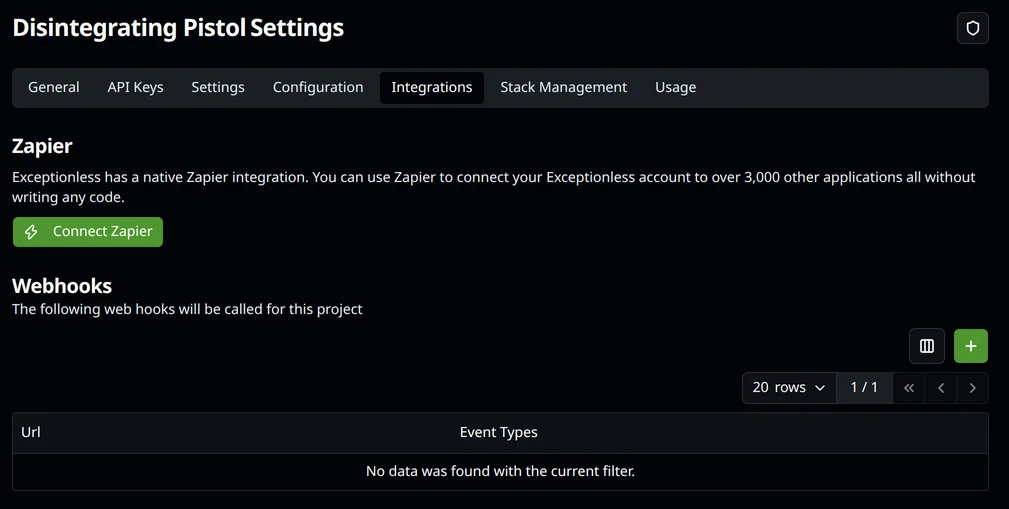 Disintegrating Pistol Settings
General API Keys Settings Configuration Integrations Stack Management Usage
Zapier
Exceptionless has a native Zapier integration. You can use Zapier to connect your Exceptionless account to over 3,000 other applications all without
writing any code.
Connect Zapier
Webhooks
The following web hooks will be called for this project
20 rows 1 / 1
Url Event Types
No data was found with the current filter.